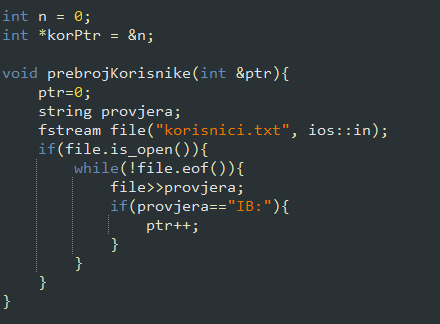 int n = 0;
int *korPtr = &n;

void prebrojKorisnike(int &ptr){
    ptr=0;
    string provjera;
    fstream file("korisnici.txt", ios::in);
    if(file.is_open()){
        while(!file.eof()){
            file>>provjera;
            if(provjera=="IB:"){
                ptr++;
            }
        }
    }
}